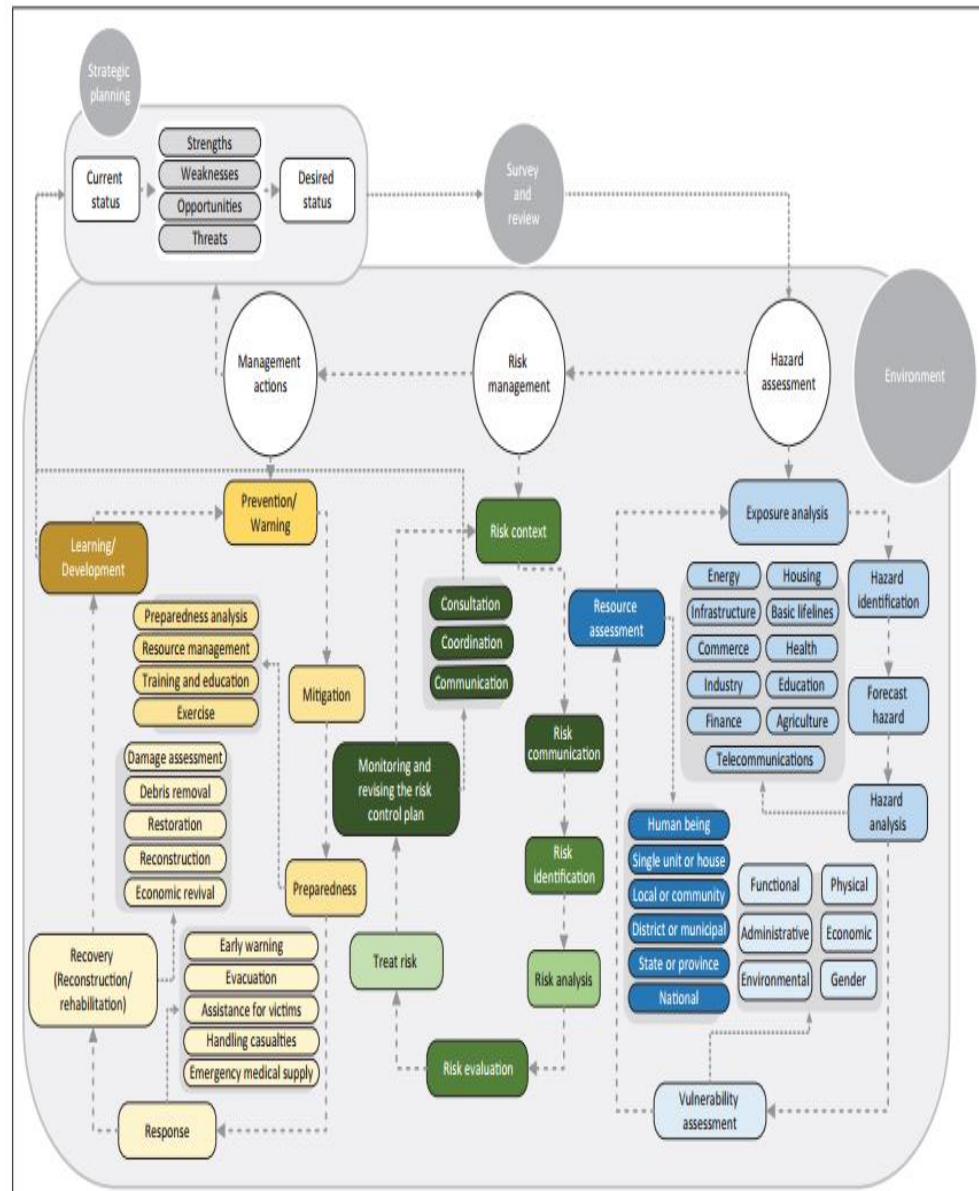 Strategic
planning
Strengths
Weaknesses
Opportunities
Threats
Current
status
Desired
status
Survey
and
review
Management
actions
Risk
management
Hazard
assessment
Environment
Prevention/
Warning
Learning/
Development
Preparedness analysis
Resource management
Training and education
Exercise
Mitigation
Damage assessment
Debris removal
Restoration
Reconstruction
Economic revival
Preparedness
Recovery
(Reconstruction/
rehabilitation)
Early warning
Evacuation
Assistance for victims
Handling casualties
Emergency medical supply
Response
Risk context
Consultation
Coordination
Communication
Monitoring and
revising the risk
control plan
Risk
communication
Risk
identification
Treat risk
Risk analysis
Risk evaluation
Exposure analysis
Resource
assessment
Energy
Housing
Infrastructure
Basic lifelines
Commerce
Health
Industry
Education
Finance
Agriculture
Telecommunications
Hazard
identification
Forecast
hazard
Hazard
analysis
Human being
Single unit or house
Local or community
District or municipal
State or province
National
Functional
Physical
Administrative
Economic
Environmental
Gender
Vulnerability
assessment